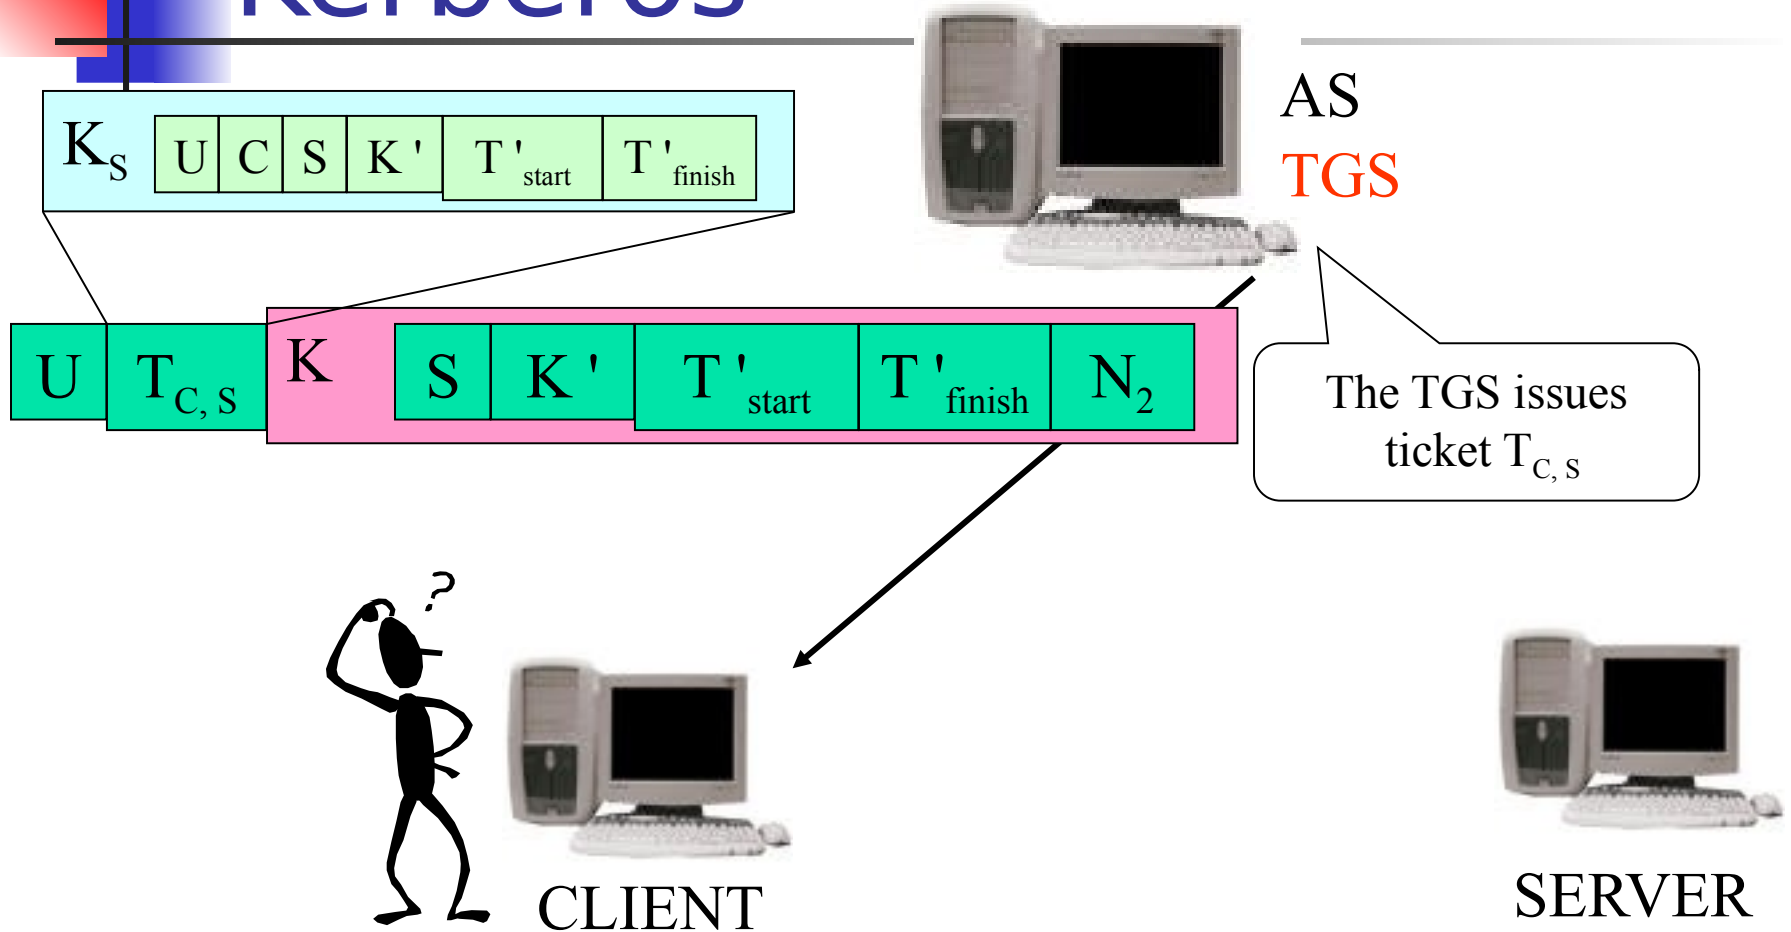 Kerberos
AS
TGS
K_S U C S K ' T '_start T '_finish
U T_C, S K S K ' T '_start T '_finish N_2
The TGS issues
ticket T_C, S
?
CLIENT
SERVER